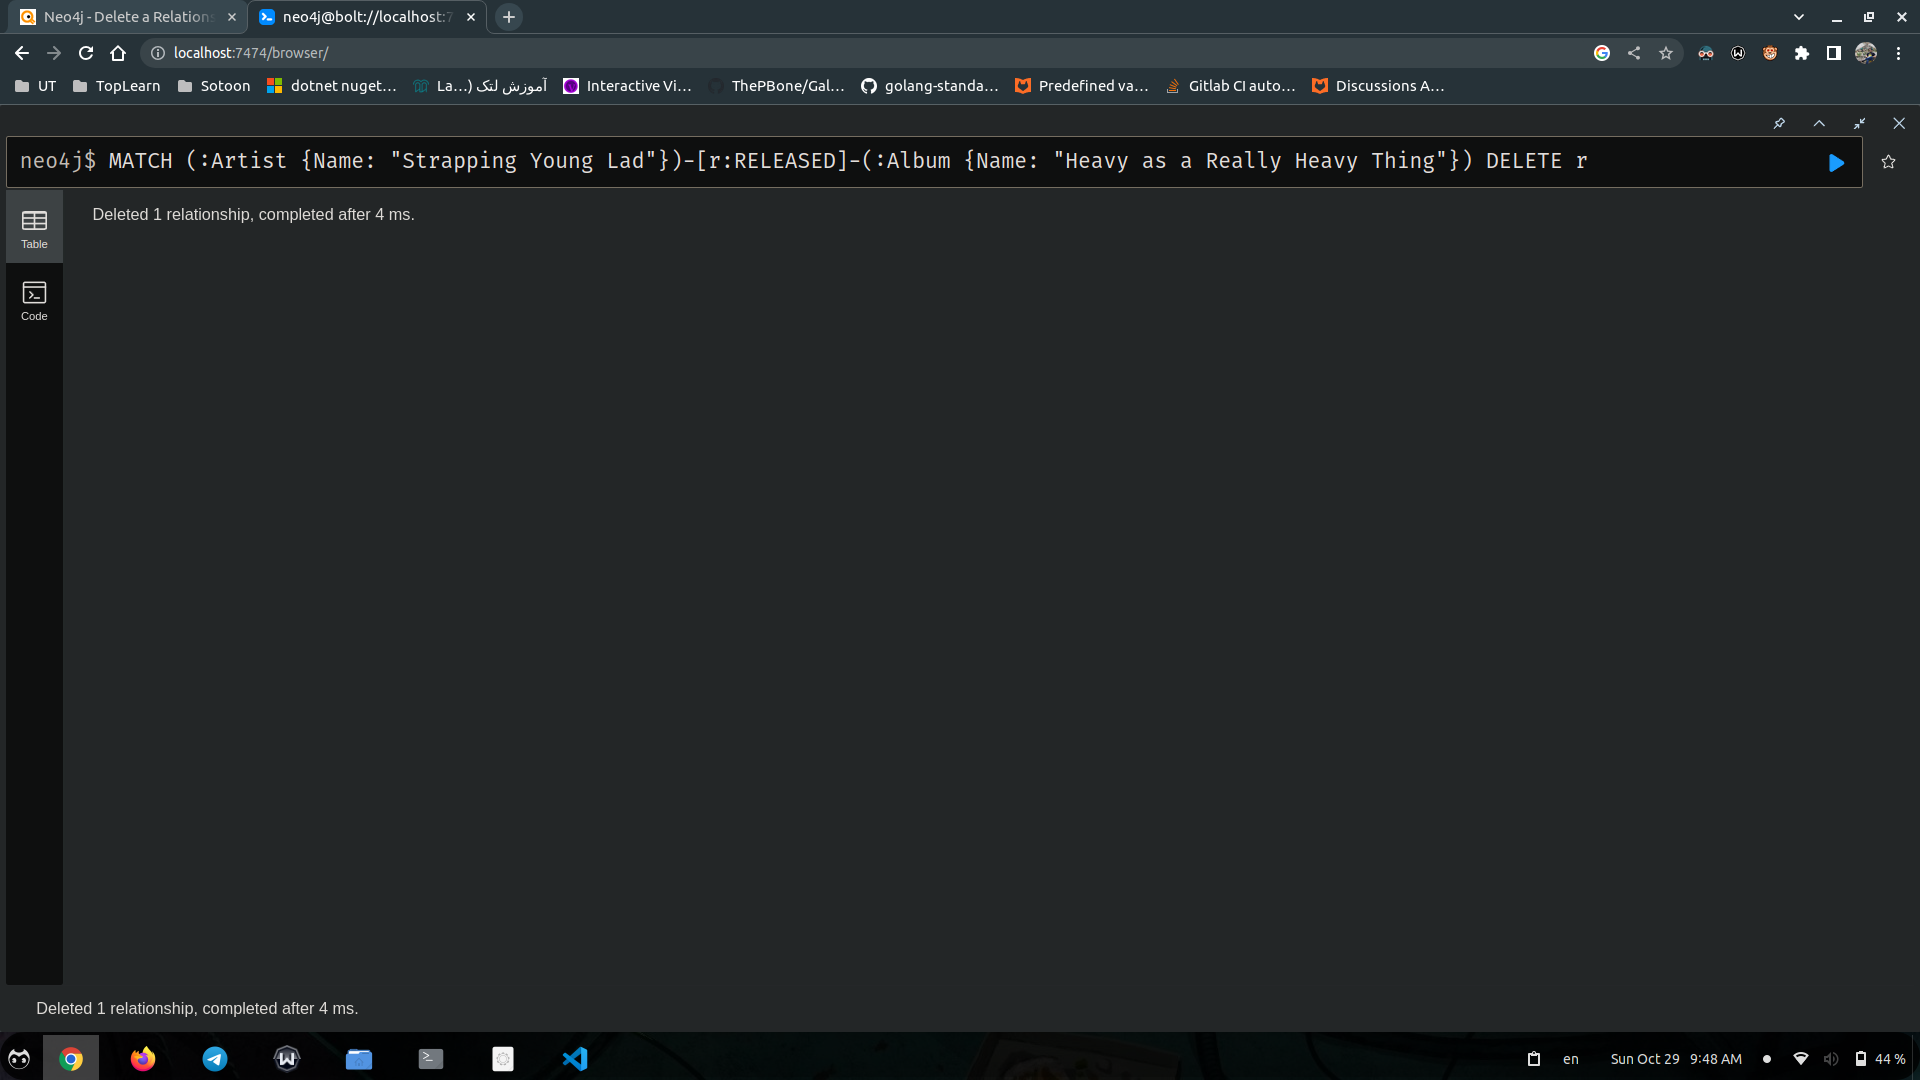 Neo4j - Delete a Relations
neo4j@bolt://localhost:7
localhost:7474/browser/
UT
TopLearn
Sotoon
dotnet nuget...
آموزش لتک (...La
Interactive Vi...
ThePBone/Gal...
golang-standa...
Predefined va...
Gitlab CI auto...
Discussions A...
neo4j$ MATCH (:Artist {Name: "Strapping Young Lad"})-[r:RELEASED]-(:Album {Name: "Heavy as a Really Heavy Thing"}) DELETE r
Table
Deleted 1 relationship, completed after 4 ms.
Code
Deleted 1 relationship, completed after 4 ms.
en
Sun Oct 29 9:48 AM
44 %